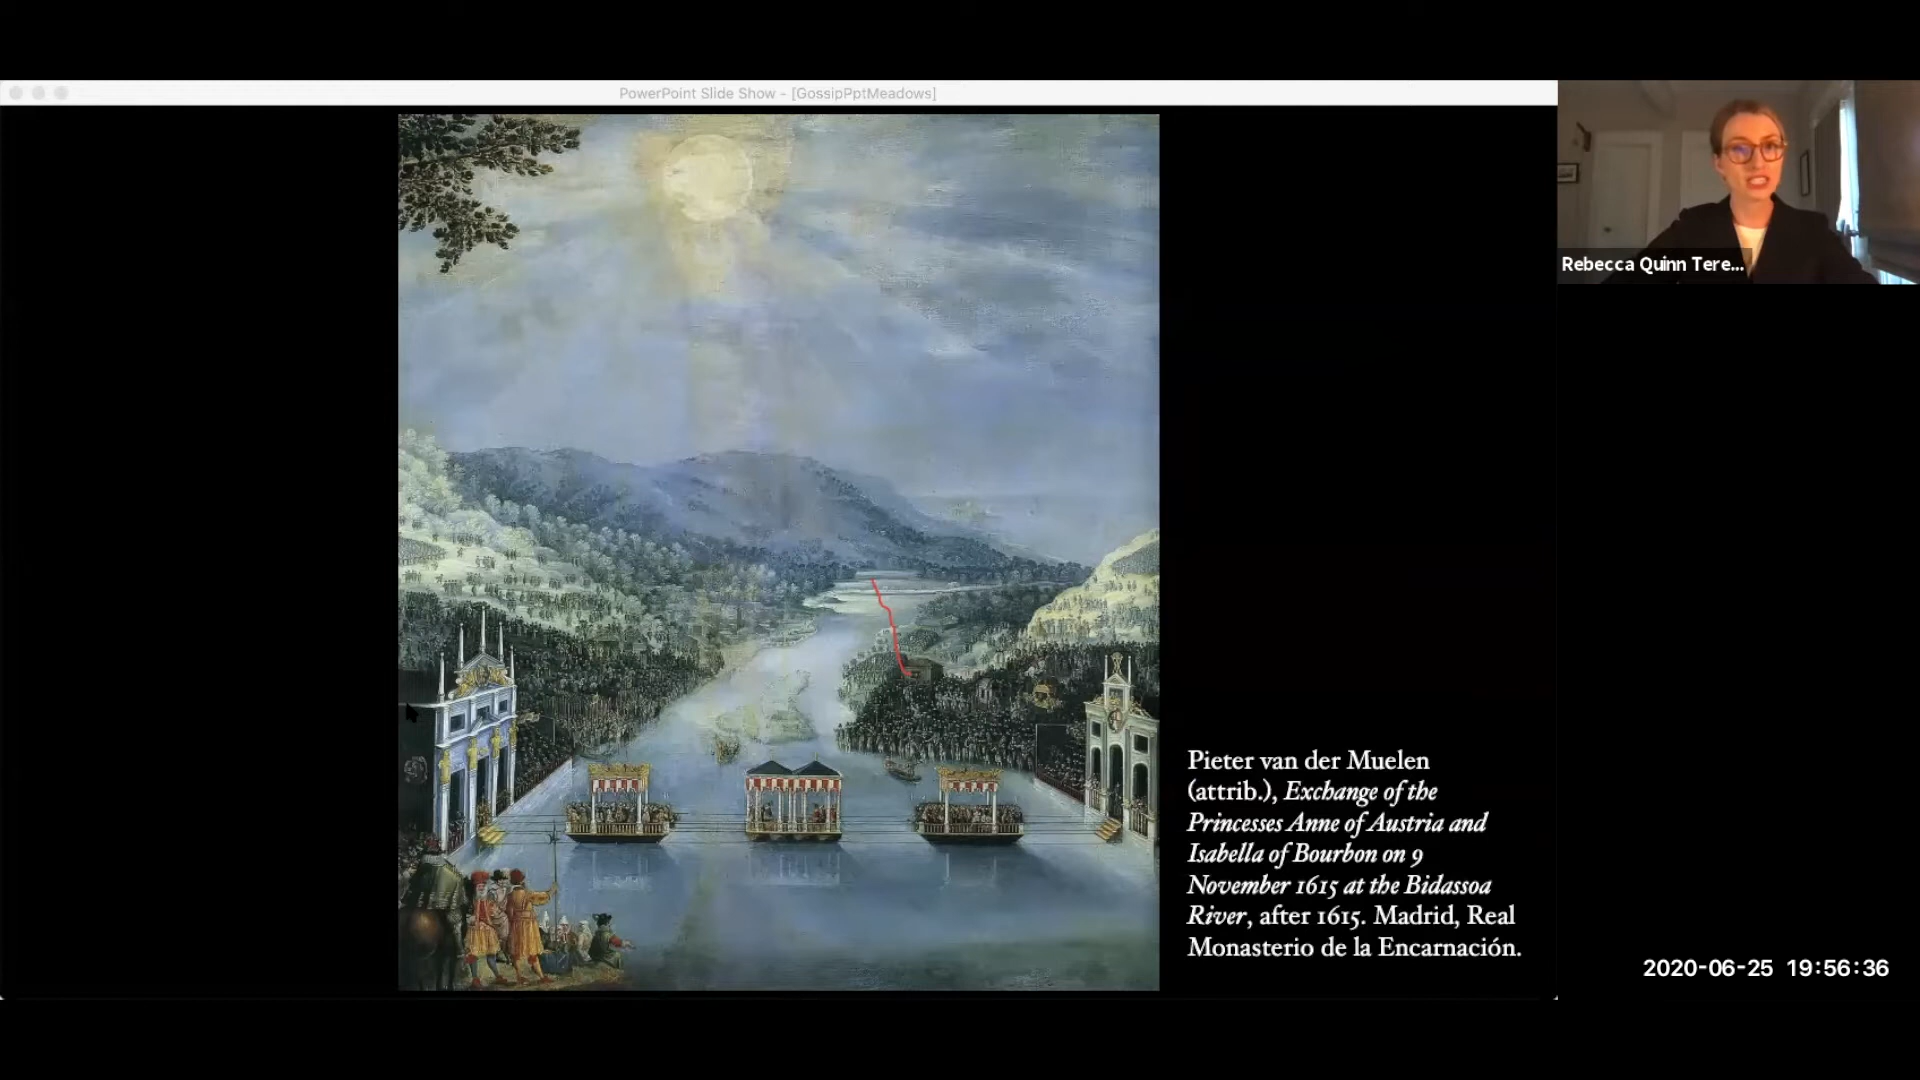 PowerPoint Slide Show - [GossipPptMeadows]
Rebecca Quinn Tere...
Pieter van der Muelen
(attrib.), Exchange of the
Princesses Anne of Austria and
Isabella of Bourbon on 9
November 1615 at the Bidassoa
River, after 1615. Madrid, Real
Monasterio de la Encarnación.
2020-06-25 19:56:36